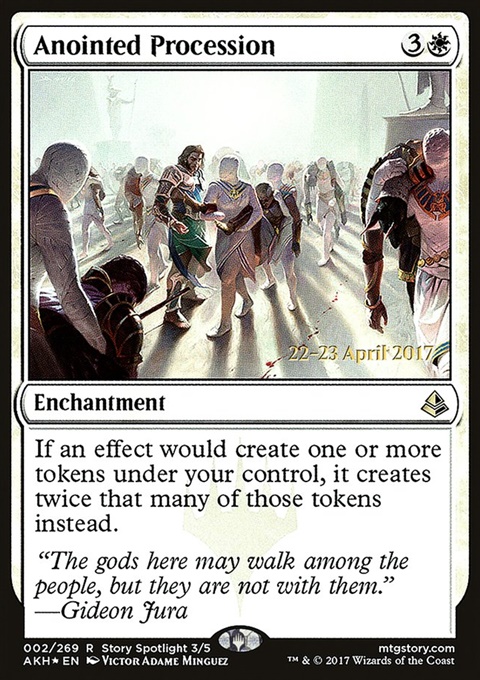 Anointed Procession 3
22–23 April 2017
Enchantment
If an effect would create one or more
tokens under your control, it creates
twice that many of those tokens
instead.
“The gods here may walk among the
people, but they are not with them.”
—Gideon Jura
002/269 R Story Spotlight 3/5
mtgstory.com
AKH★EN Victor Adame Minguez
™ & © 2017 Wizards of the Coast